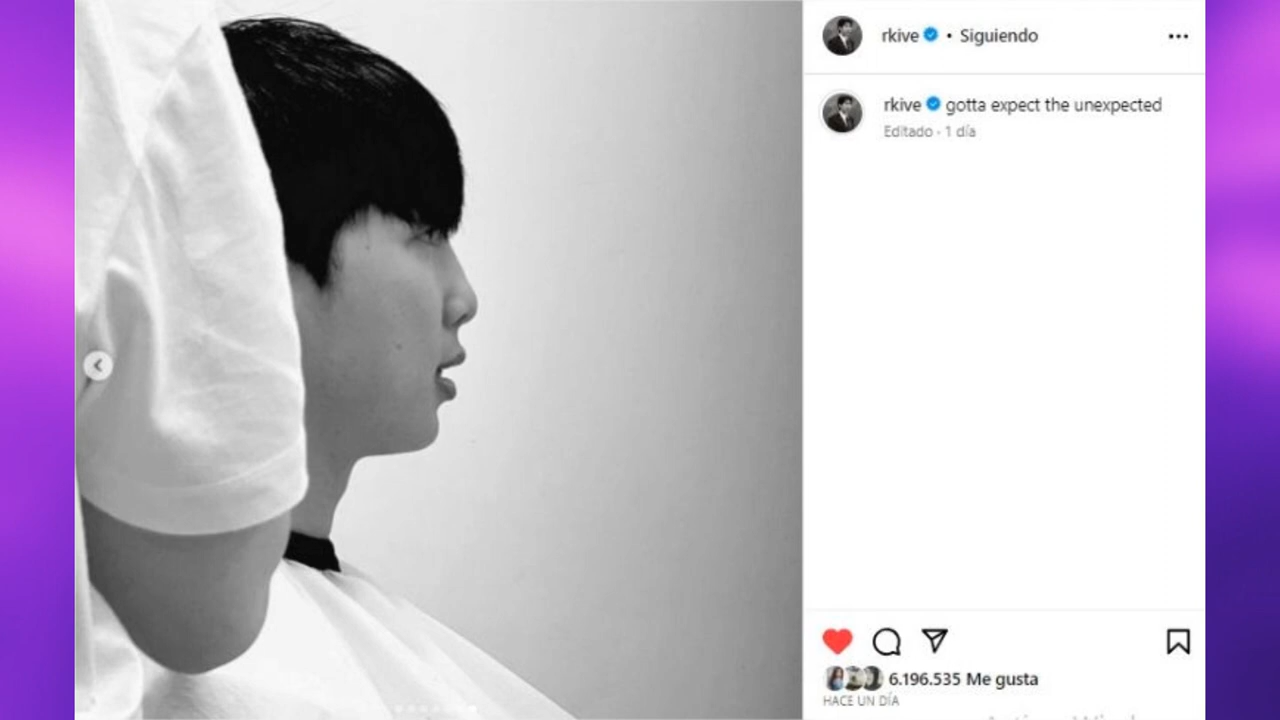 rkive • Siguiendo
rkive gotta expect the unexpected
Editado · 1 día
6.196.535 Me gusta
HACE UN DÍA